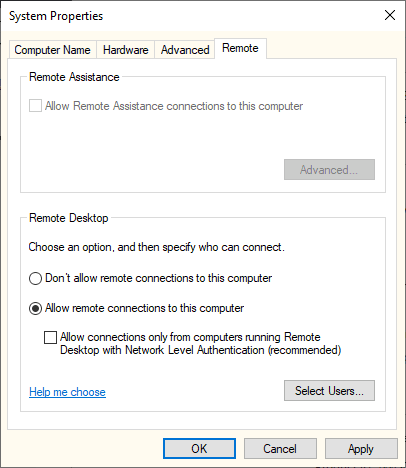 System Properties
Computer Name Hardware Advanced Remote
Remote Assistance
Allow Remote Assistance connections to this computer
Advanced...
Remote Desktop
Choose an option, and then specify who can connect.
Don't allow remote connections to this computer
Allow remote connections to this computer
Allow connections only from computers running Remote
Desktop with Network Level Authentication (recommended)
Help me choose Select Users...
OK Cancel Apply